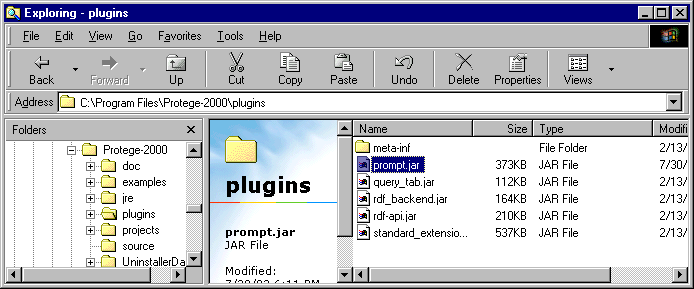 Exploring - plugins
File Edit View Go Favorites Tools Help
Back Forward Up Cut Copy Paste Undo Delete Properties Views
Address C:\Program Files\Protege-2000\plugins
Folders
Protege-2000
doc
examples
jre
plugins
projects
source
UninstallerDa
plugins
prompt.jar
JAR File
Modified:
Name Size Type Modifi
meta-inf File Folder 2/13/
prompt.jar 373KB JAR File 7/30/
query_tab.jar 112KB JAR File 2/13/
rdf_backend.jar 164KB JAR File 2/13/
rdf-api.jar 210KB JAR File 2/13/
standard_extensio... 537KB JAR File 2/13/